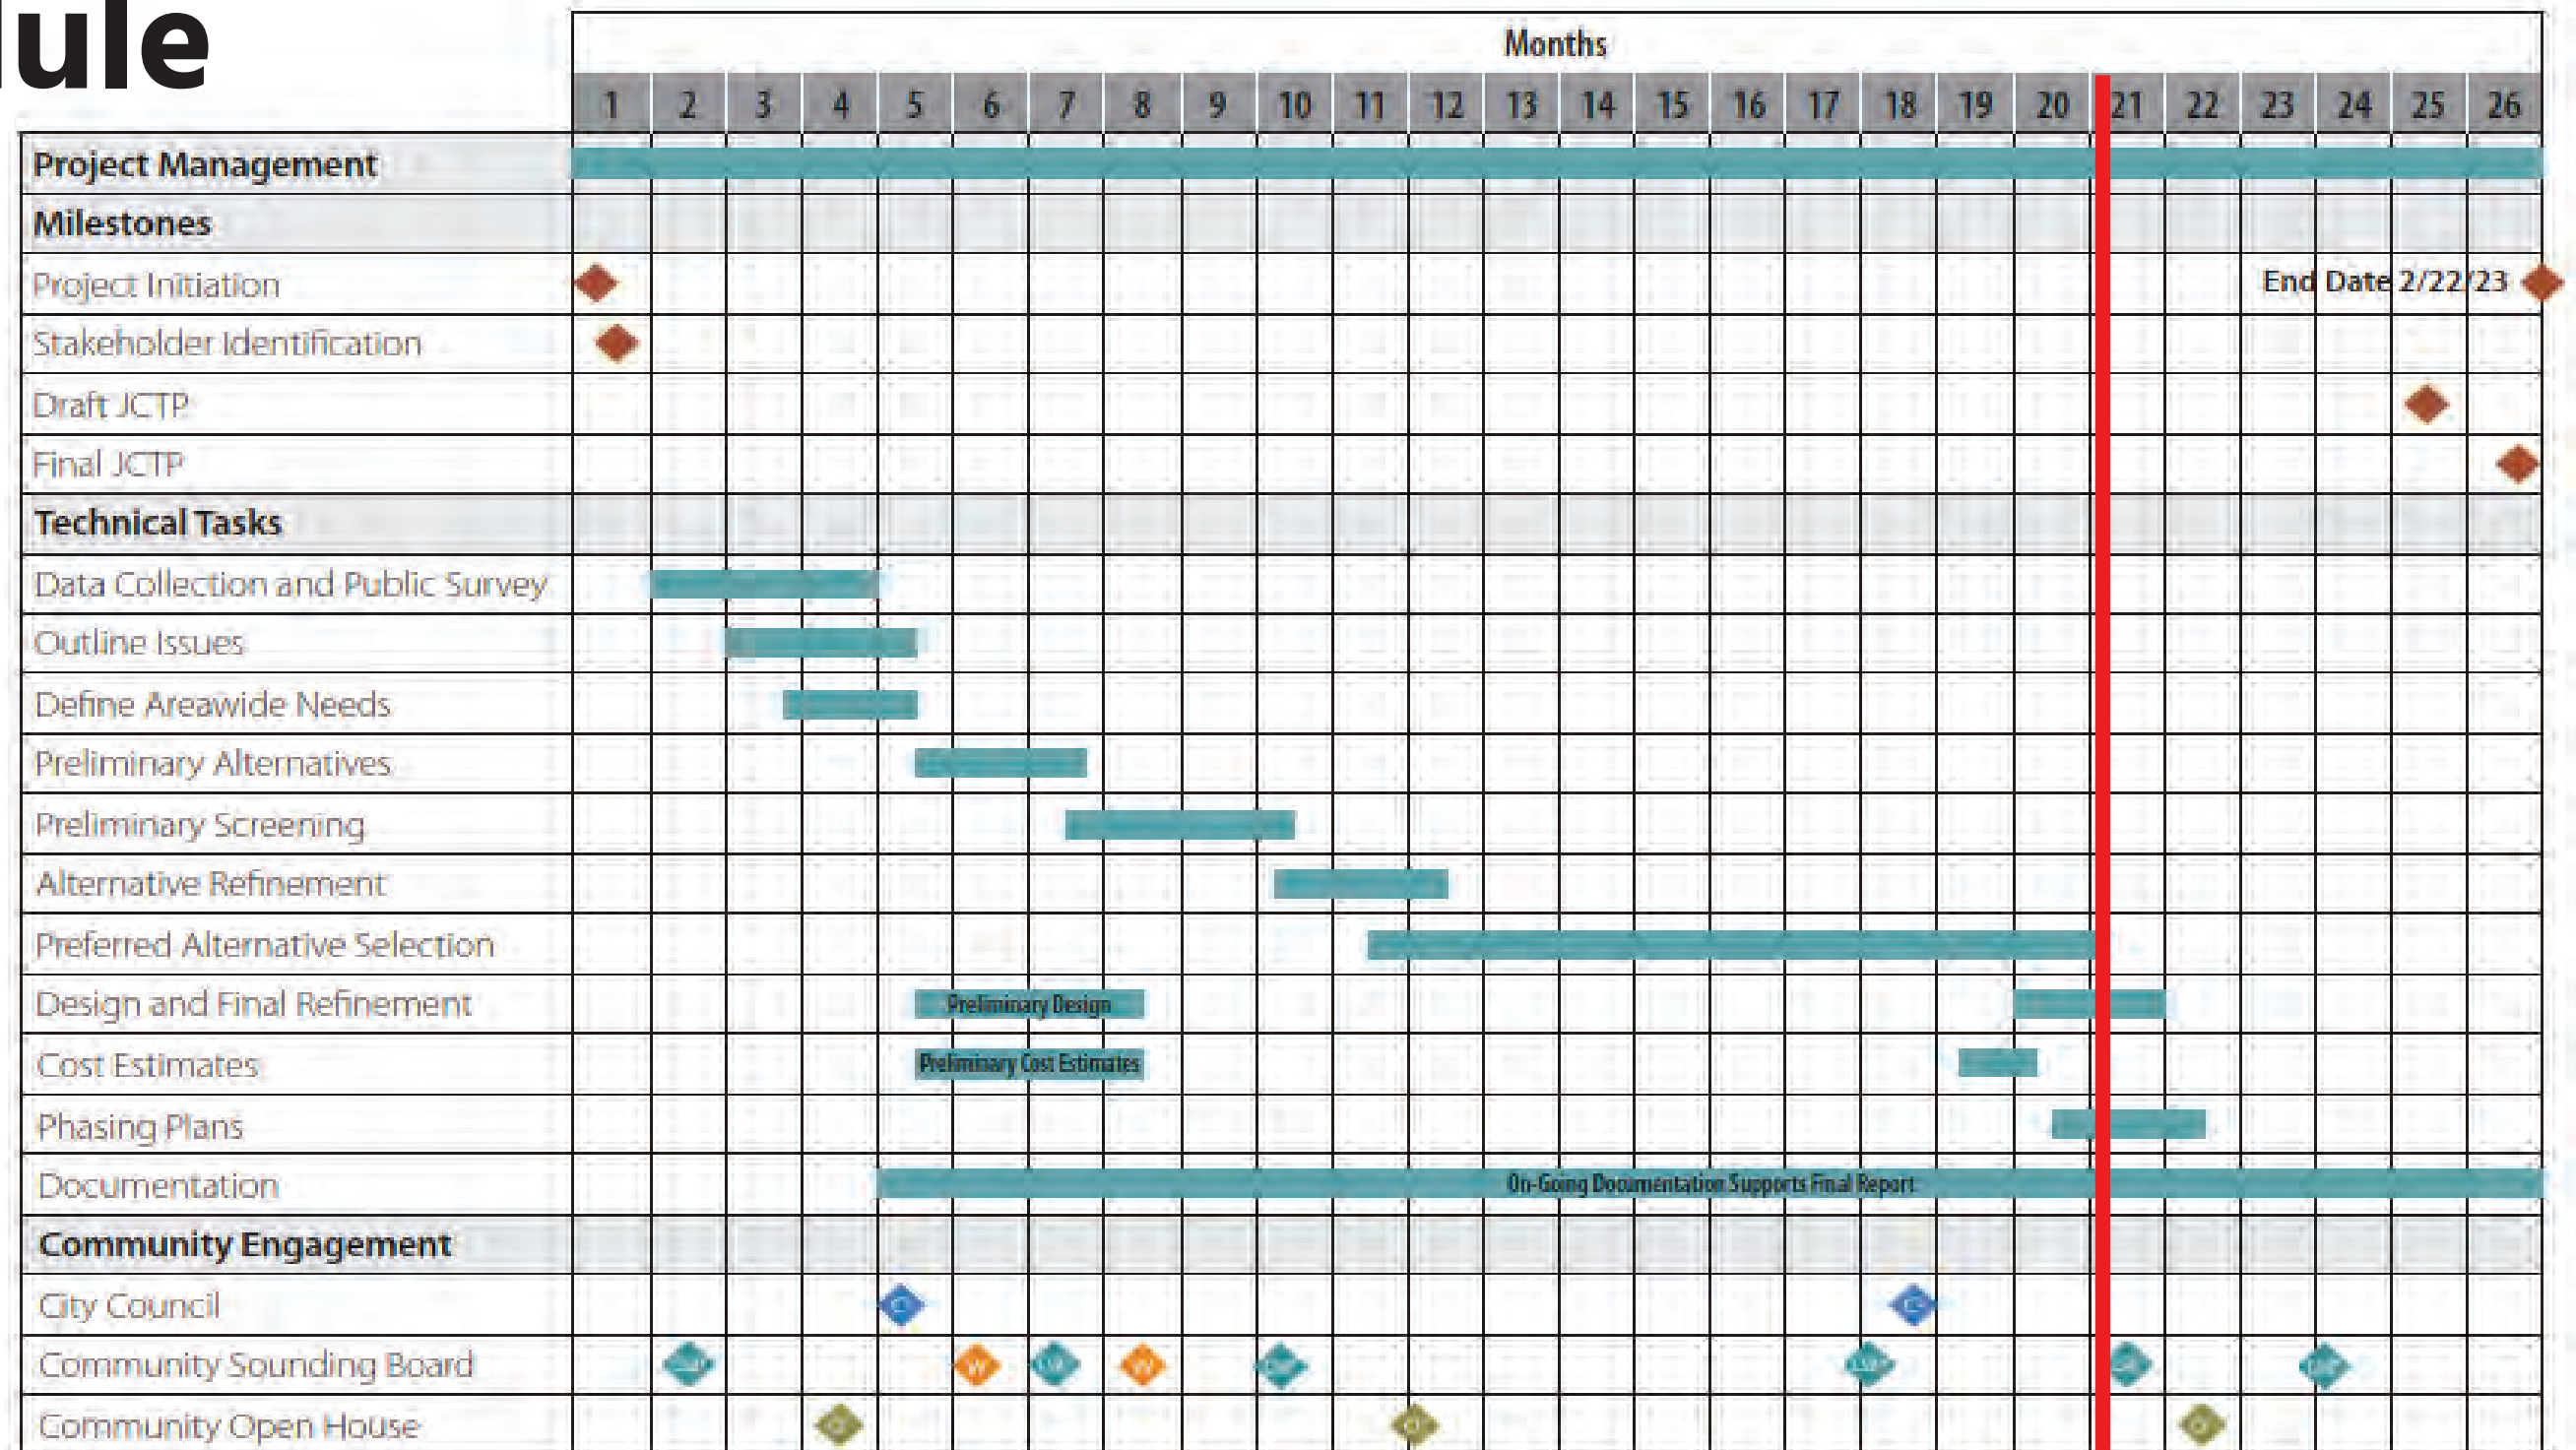 ule
Months
1 2 3 4 5 6 7 8 9 10 11 12 13 14 15 16 17 18 19 20 21 22 23 24 25 26
Project Management
Milestones
Project Initiation End Date 2/22/23
Stakeholder Identification
Draft JCTP
Final JCTP
Technical Tasks
Data Collection and Public Survey
Outline Issues
Define Areawide Needs
Preliminary Alternatives
Preliminary Screening
Alternative Refinement
Preferred Alternative Selection
Design and Final Refinement Preliminary Design
Cost Estimates Preliminary Cost Estimates
Phasing Plans
Documentation On-Going Documentation Supports Final Report
Community Engagement
City Council C C
Community Sounding Board W W
Community Open House